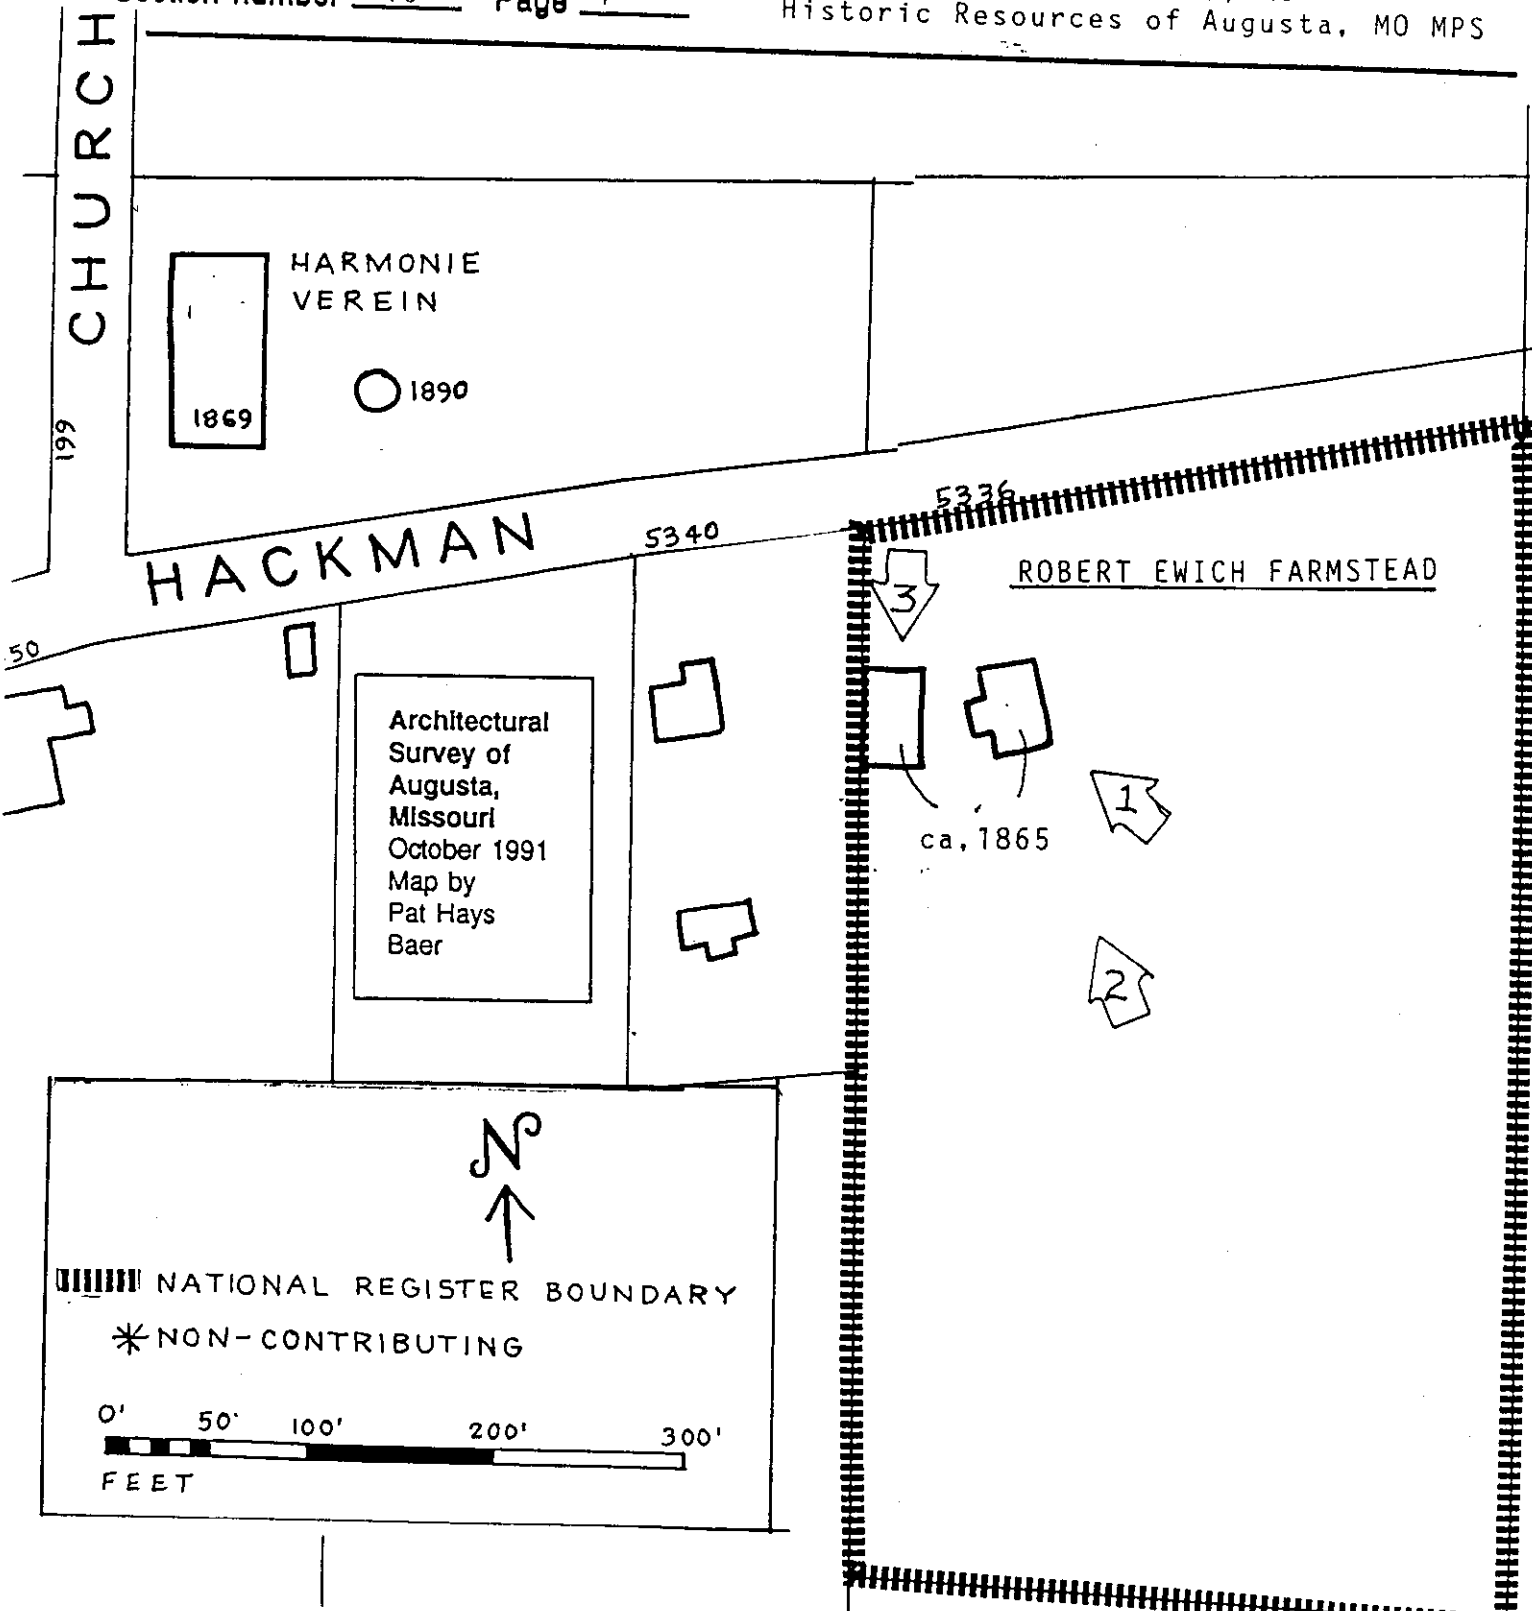 Page
Historic Resources of Augusta, MO MPS
CHURCH
199
HARMONIE
VEREIN
1869
1890
HACKMAN
50
5340
5336
ROBERT EWICH FARMSTEAD
3
1
2
ca, 1865
Architectural
Survey of
Augusta,
Missouri
October 1991
Map by
Pat Hays
Baer
N
NATIONAL REGISTER BOUNDARY
NON-CONTRIBUTING
0' 50' 100' 200' 300'
FEET